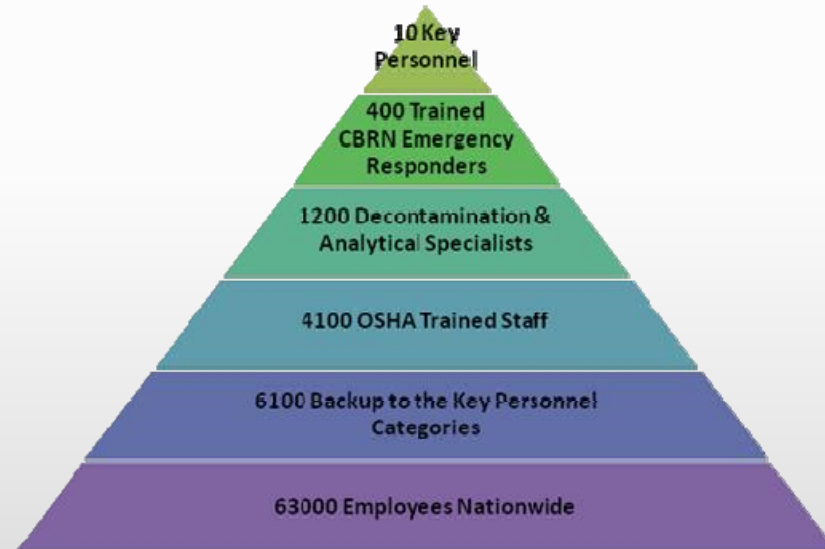 10 Key
Personnel
400 Trained
CBRN Emergency
Responders
1200 Decontamination &
Analytical Specialists
4100 OSHA Trained Staff
6100 Backup to the Key Personnel
Categories
63000 Employees Nationwide